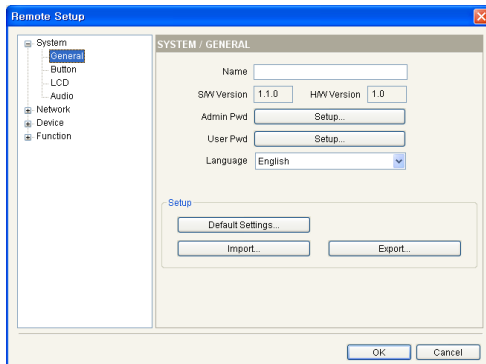 Remote Setup
System
General
Button
LCD
Audio
Network
Device
Function
SYSTEM / GENERAL
Name
S/W Version 1.1.0 H/W Version 1.0
Admin Pwd Setup...
User Pwd Setup...
Language English
Setup
Default Settings...
Import... Export...
OK Cancel